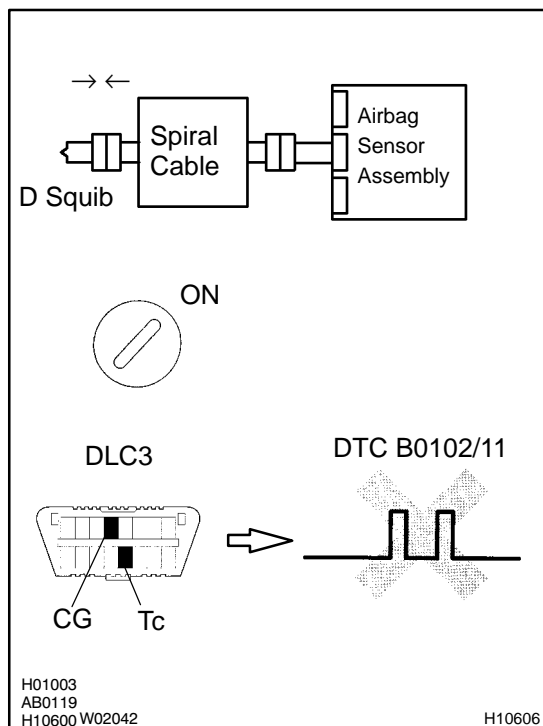 Airbag
Sensor
Assembly
Spiral
Cable
D Squib
ON
DLC3
DTC B0102/11
CG
Tc
H01003
AB0119
H10600 W02042
H10606